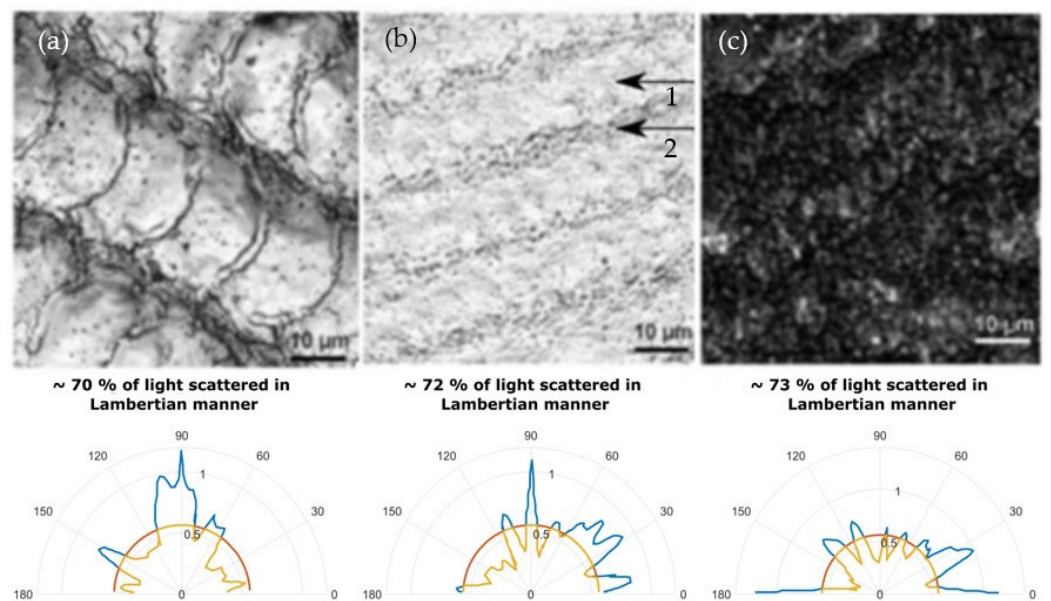 (a)
(b)
(c)
1
2
10 µm
10 µm
10 µm
~ 70 % of light scattered in
Lambertian manner
~ 72 % of light scattered in
Lambertian manner
~ 73 % of light scattered in
Lambertian manner
90
120
60
1
150
30
0.5
180
0
0
90
120
60
1
150
30
0.5
180
0
0
90
120
60
1
150
30
0.5
180
0
0